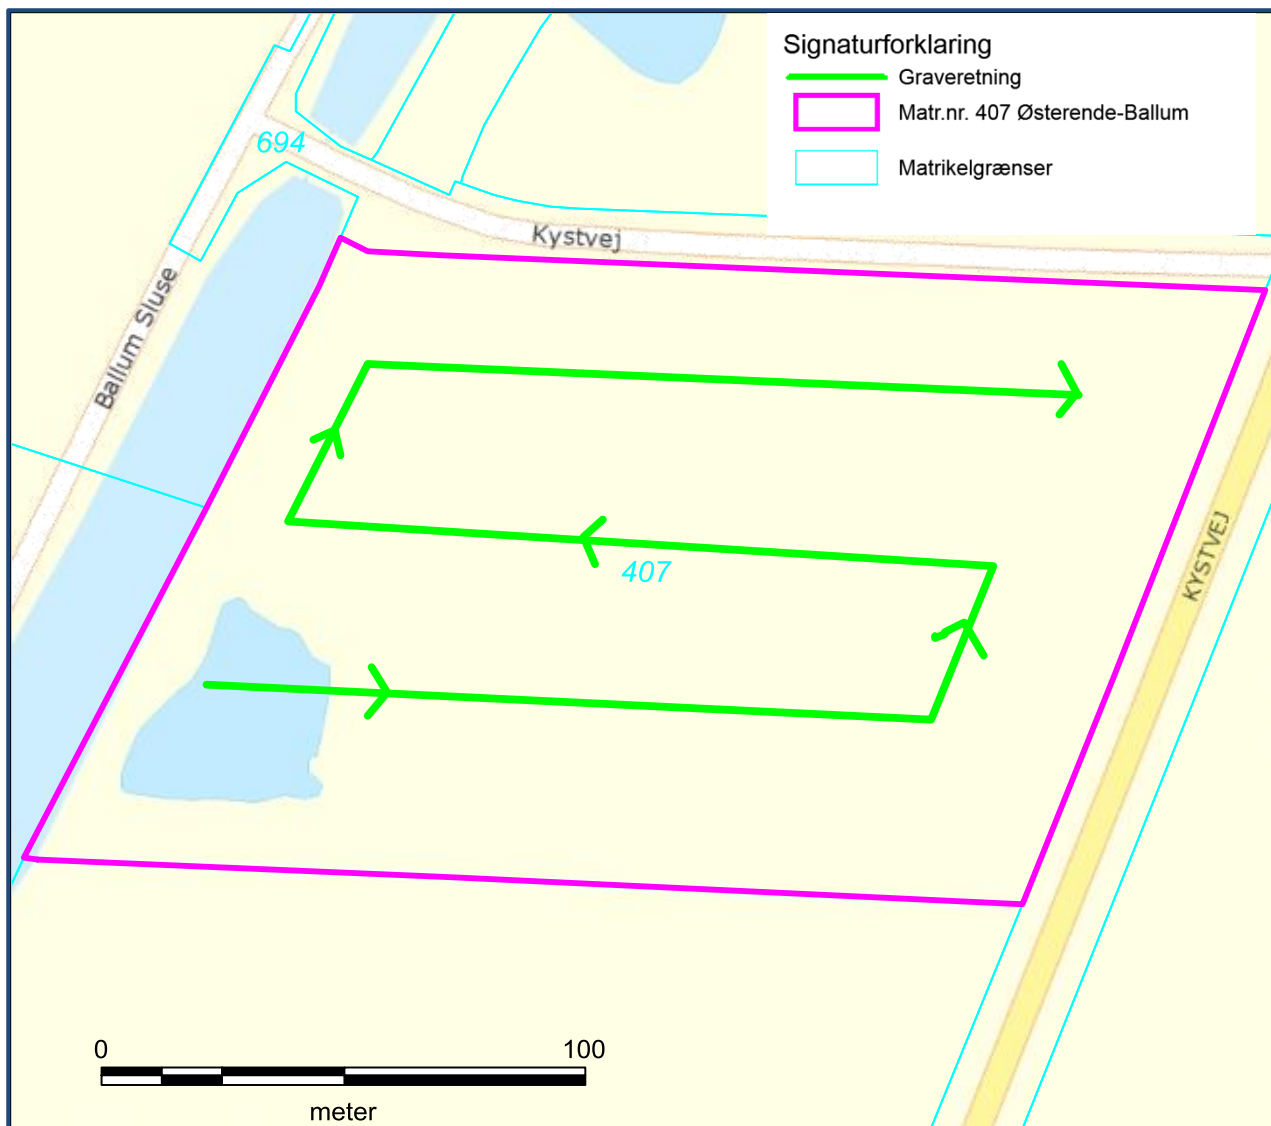 Signaturforklaring
Graveretning
Matr.nr. 407 Østerende-Ballum
Matrikelgrænser
694
Kystvej
Ballum Sluse
KYSTVEJ
407
0 100
meter